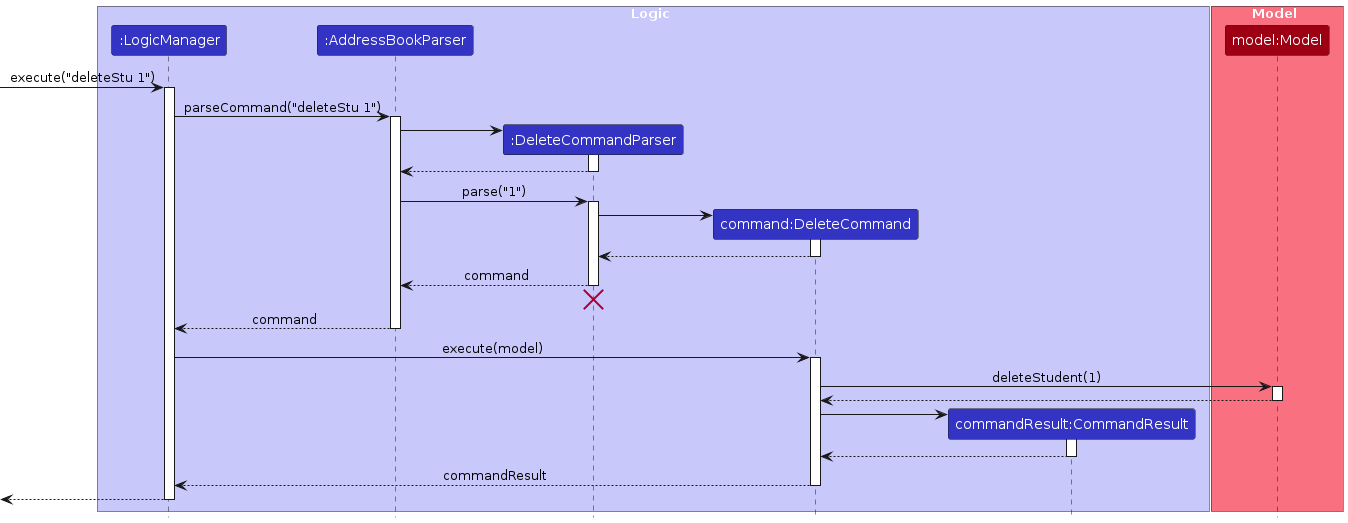 Logic
Model
:LogicManager
:AddressBookParser
model:Model
execute("deleteStu 1")
parseCommand("deleteStu 1")
:DeleteCommandParser
parse("1")
command:DeleteCommand
command
command
execute(model)
deleteStudent(1)
commandResult:CommandResult
commandResult